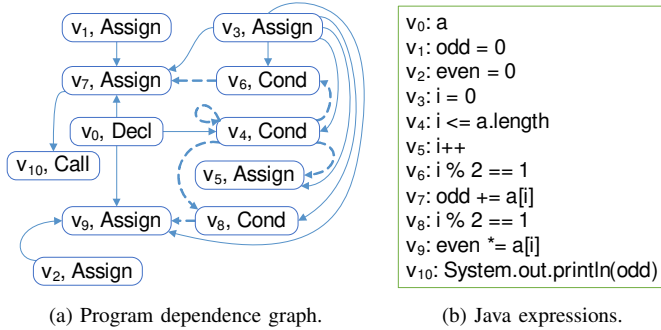 v1, Assign
v3, Assign
v7, Assign
v6, Cond
v0, Decl
v4, Cond
v10, Call
v5, Assign
v9, Assign
v8, Cond
v2, Assign
(a) Program dependence graph.
v0: a
v1: odd = 0
v2: even = 0
v3: i = 0
v4: i <= a.length
v5: i++
v6: i % 2 == 1
v7: odd += a[i]
v8: i % 2 == 1
v9: even *= a[i]
v10: System.out.println(odd)
(b) Java expressions.